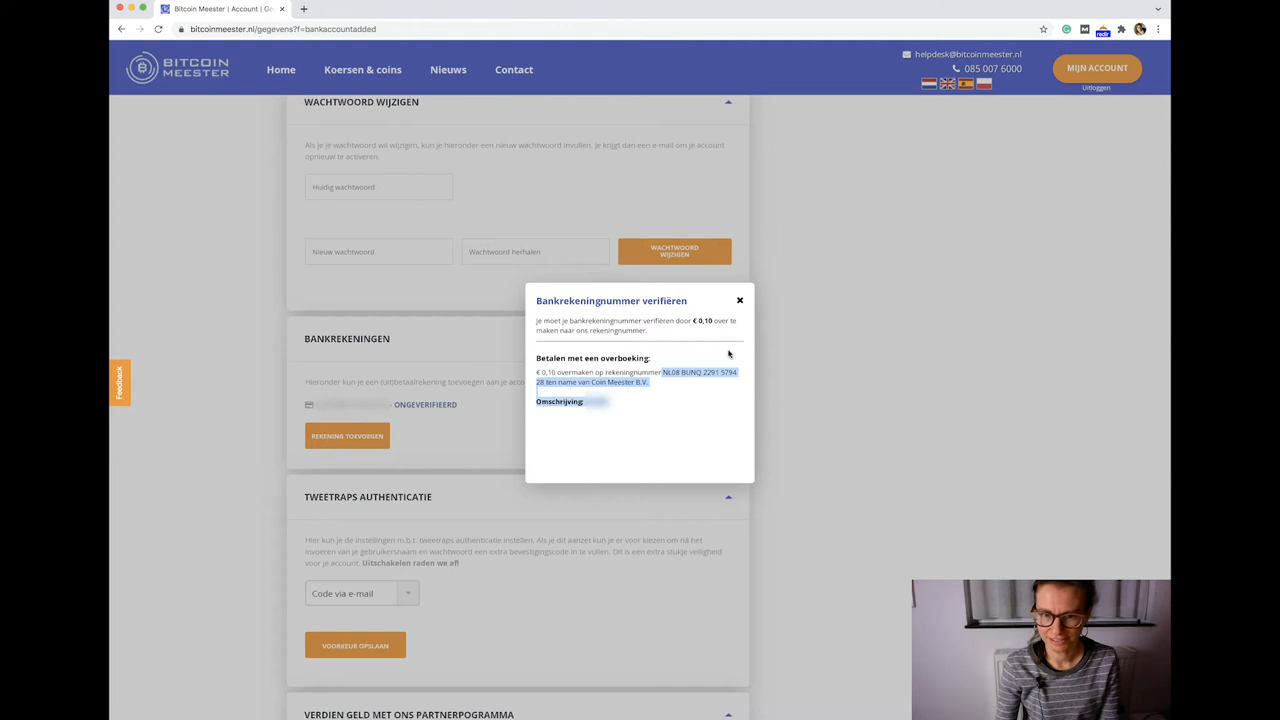 Bitcoin Meester | Account | G
bitcoinmeester.nl/gegevens?f=bankaccountadded
redir
BITCOIN
MEESTER
Home
Koersen & coins
Nieuws
Contact
helpdesk@bitcoinmeester.nl
085 007 6000
MIJN ACCOUNT
Uitloggen
WACHTWOORD WIJZIGEN
Als je je wachtwoord wil wijzigen, kun je hieronder een nieuw wachtwoord invullen. Je krijgt dan een e-mail om je account
opnieuw te activeren.
Huidig wachtwoord
Nieuw wachtwoord
Wachtwoord herhalen
WACHTWOORD
WIJZIGEN
Bankrekeningnummer verifiëren
Je moet je bankrekeningnummer verifiëren door € 0,10 over te
maken naar ons rekeningnummer.
Betalen met een overboeking:
€ 0,10 overmaken op rekeningnummer NL08 BUNQ 2291 5794
28 ten name van Coin Meester B.V.
Omschrijving:
BANKREKENINGEN
Hieronder kun je een (uit)betaalrekening toevoegen aan je acco
- ONGEVERIFIEERD
REKENING TOEVOEGEN
Feedback
TWEETRAPS AUTHENTICATIE
Hier kun je de instellingen m.b.t. tweetraps authenticatie instellen. Als je dit aanzet kun je er voor kiezen om ná het
invoeren van je gebruikersnaam en wachtwoord een extra bevestigingscode in te vullen. Dit is een extra stukje veiligheid
voor je account. Uitschakelen raden we af!
Code via e-mail
VOORKEUR OPSLAAN
VERDIEN GELD MET ONS PARTNERPOGRAMMA